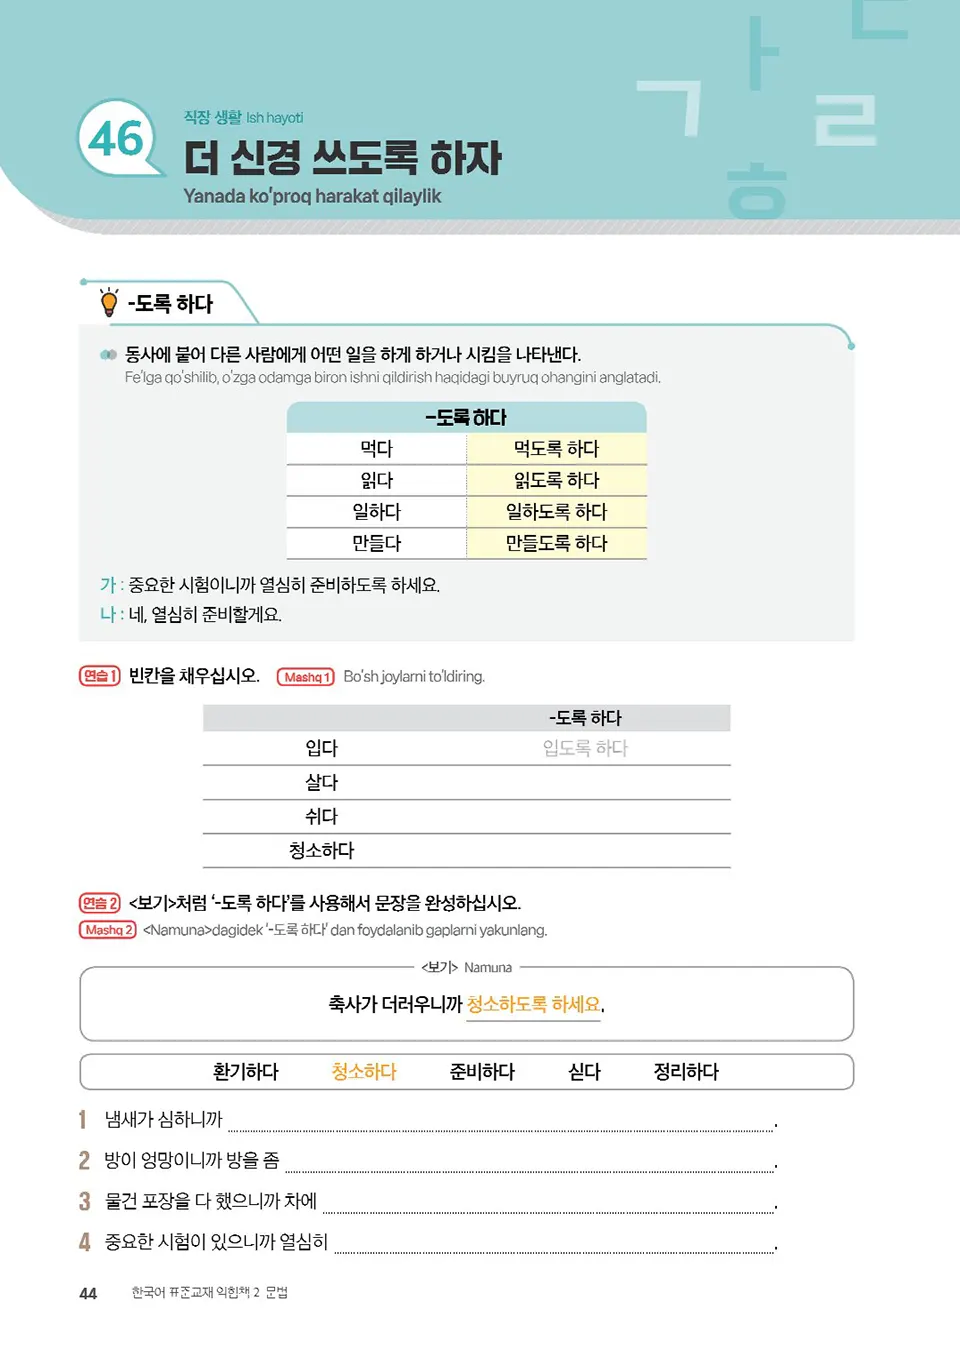 46
직장 생활 Ish hayoti
더 신경 쓰도록 하자
Yanada ko'proq harakat qilaylik
ㅏ ㄷ ㄱ ㄹ ㅎ
-도록 하다
동사에 붙어 다른 사람에게 어떤 일을 하게 하거나 시킴을 나타낸다.
Fe'lga qo'shilib, o'zga odamga biron ishni qildirish haqidagi buyruq ohangini anglatadi.
-도록 하다
먹다 먹도록 하다
읽다 읽도록 하다
일하다 일하도록 하다
만들다 만들도록 하다
가 : 중요한 시험이니까 열심히 준비하도록 하세요.
나 : 네, 열심히 준비할게요.
연습 1 빈칸을 채우십시오. Mashq 1 Bo'sh joylarni to'ldiring.
-도록 하다
입다 입도록 하다
살다
쉬다
청소하다
연습 2 <보기>처럼 '-도록 하다'를 사용해서 문장을 완성하십시오.
Mashq 2 <Namuna>dagidek '-도록 하다' dan foydalanib gaplarni yakunlang.
<보기> Namuna
축사가 더러우니까 청소하도록 하세요.
환기하다 청소하다 준비하다 싣다 정리하다
1 냄새가 심하니까 .
2 방이 엉망이니까 방을 좀 .
3 물건 포장을 다 했으니까 차에 .
4 중요한 시험이 있으니까 열심히 .
44 한국어 표준교재 익힘책 2 문법